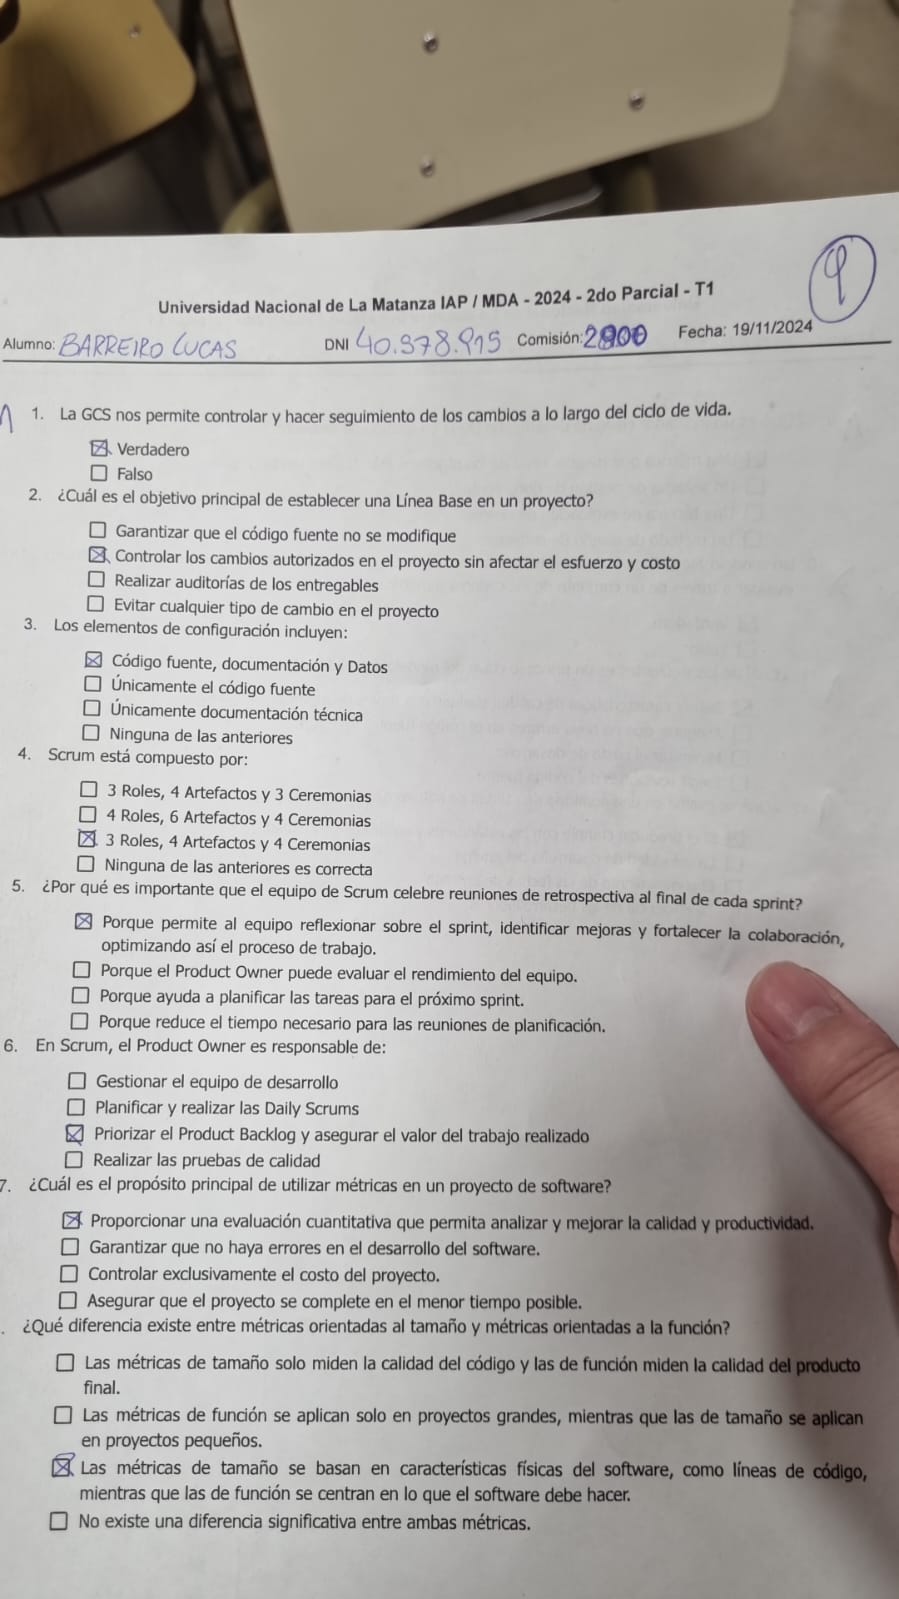 9
Universidad Nacional de La Matanza IAP / MDA - 2024 - 2do Parcial - T1
Alumno: BARREIRO LUCAS DNI 40.378.915 Comisión: 2900 Fecha: 19/11/2024
1. La GCS nos permite controlar y hacer seguimiento de los cambios a lo largo del ciclo de vida.
Verdadero
Falso
2. ¿Cuál es el objetivo principal de establecer una Línea Base en un proyecto?
Garantizar que el código fuente no se modifique
Controlar los cambios autorizados en el proyecto sin afectar el esfuerzo y costo
Realizar auditorías de los entregables
Evitar cualquier tipo de cambio en el proyecto
3. Los elementos de configuración incluyen:
Código fuente, documentación y Datos
Únicamente el código fuente
Únicamente documentación técnica
Ninguna de las anteriores
4. Scrum está compuesto por:
3 Roles, 4 Artefactos y 3 Ceremonias
4 Roles, 6 Artefactos y 4 Ceremonias
3 Roles, 4 Artefactos y 4 Ceremonias
Ninguna de las anteriores es correcta
5. ¿Por qué es importante que el equipo de Scrum celebre reuniones de retrospectiva al final de cada sprint?
Porque permite al equipo reflexionar sobre el sprint, identificar mejoras y fortalecer la colaboración,
optimizando así el proceso de trabajo.
Porque el Product Owner puede evaluar el rendimiento del equipo.
Porque ayuda a planificar las tareas para el próximo sprint.
Porque reduce el tiempo necesario para las reuniones de planificación.
6. En Scrum, el Product Owner es responsable de:
Gestionar el equipo de desarrollo
Planificar y realizar las Daily Scrums
Priorizar el Product Backlog y asegurar el valor del trabajo realizado
Realizar las pruebas de calidad
7. ¿Cuál es el propósito principal de utilizar métricas en un proyecto de software?
Proporcionar una evaluación cuantitativa que permita analizar y mejorar la calidad y productividad.
Garantizar que no haya errores en el desarrollo del software.
Controlar exclusivamente el costo del proyecto.
Asegurar que el proyecto se complete en el menor tiempo posible.
. ¿Qué diferencia existe entre métricas orientadas al tamaño y métricas orientadas a la función?
Las métricas de tamaño solo miden la calidad del código y las de función miden la calidad del producto
final.
Las métricas de función se aplican solo en proyectos grandes, mientras que las de tamaño se aplican
en proyectos pequeños.
Las métricas de tamaño se basan en características físicas del software, como líneas de código,
mientras que las de función se centran en lo que el software debe hacer.
No existe una diferencia significativa entre ambas métricas.